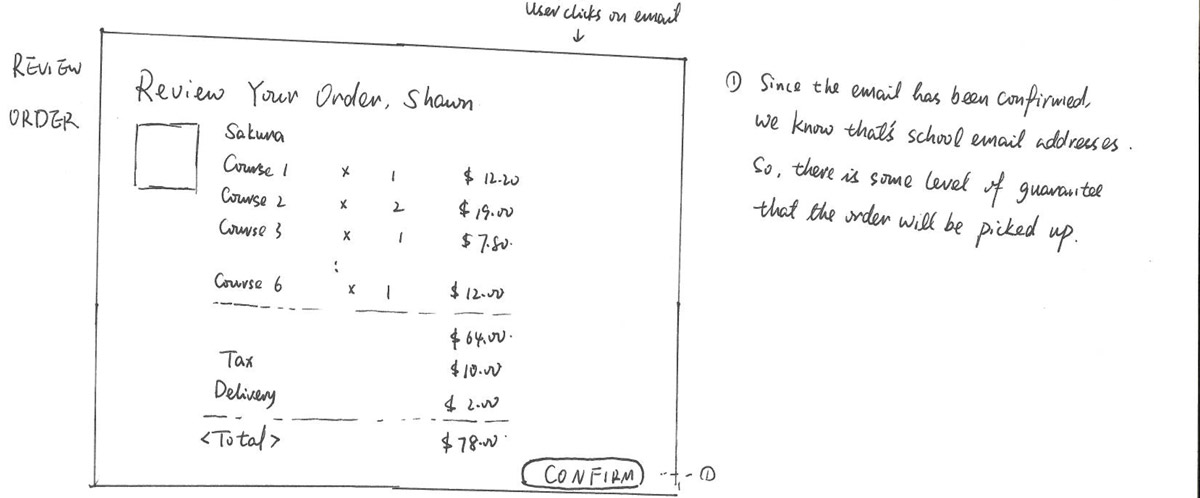 User clicks on email
↓
REVIEW
ORDER
Review Your Order, Shawn
Sakura
Course 1 x 1 $12.20
Course 2 x 2 $19.00
Course 3 x 1 $7.80
⋮
Course 6 x 1 $12.00
$64.00
Tax $10.00
Delivery $2.00
<Total> $78.00
CONFIRM ①
① Since the email has been confirmed,
we know that's school email addresses.
So, there is some level of guarantee
that the order will be picked up.